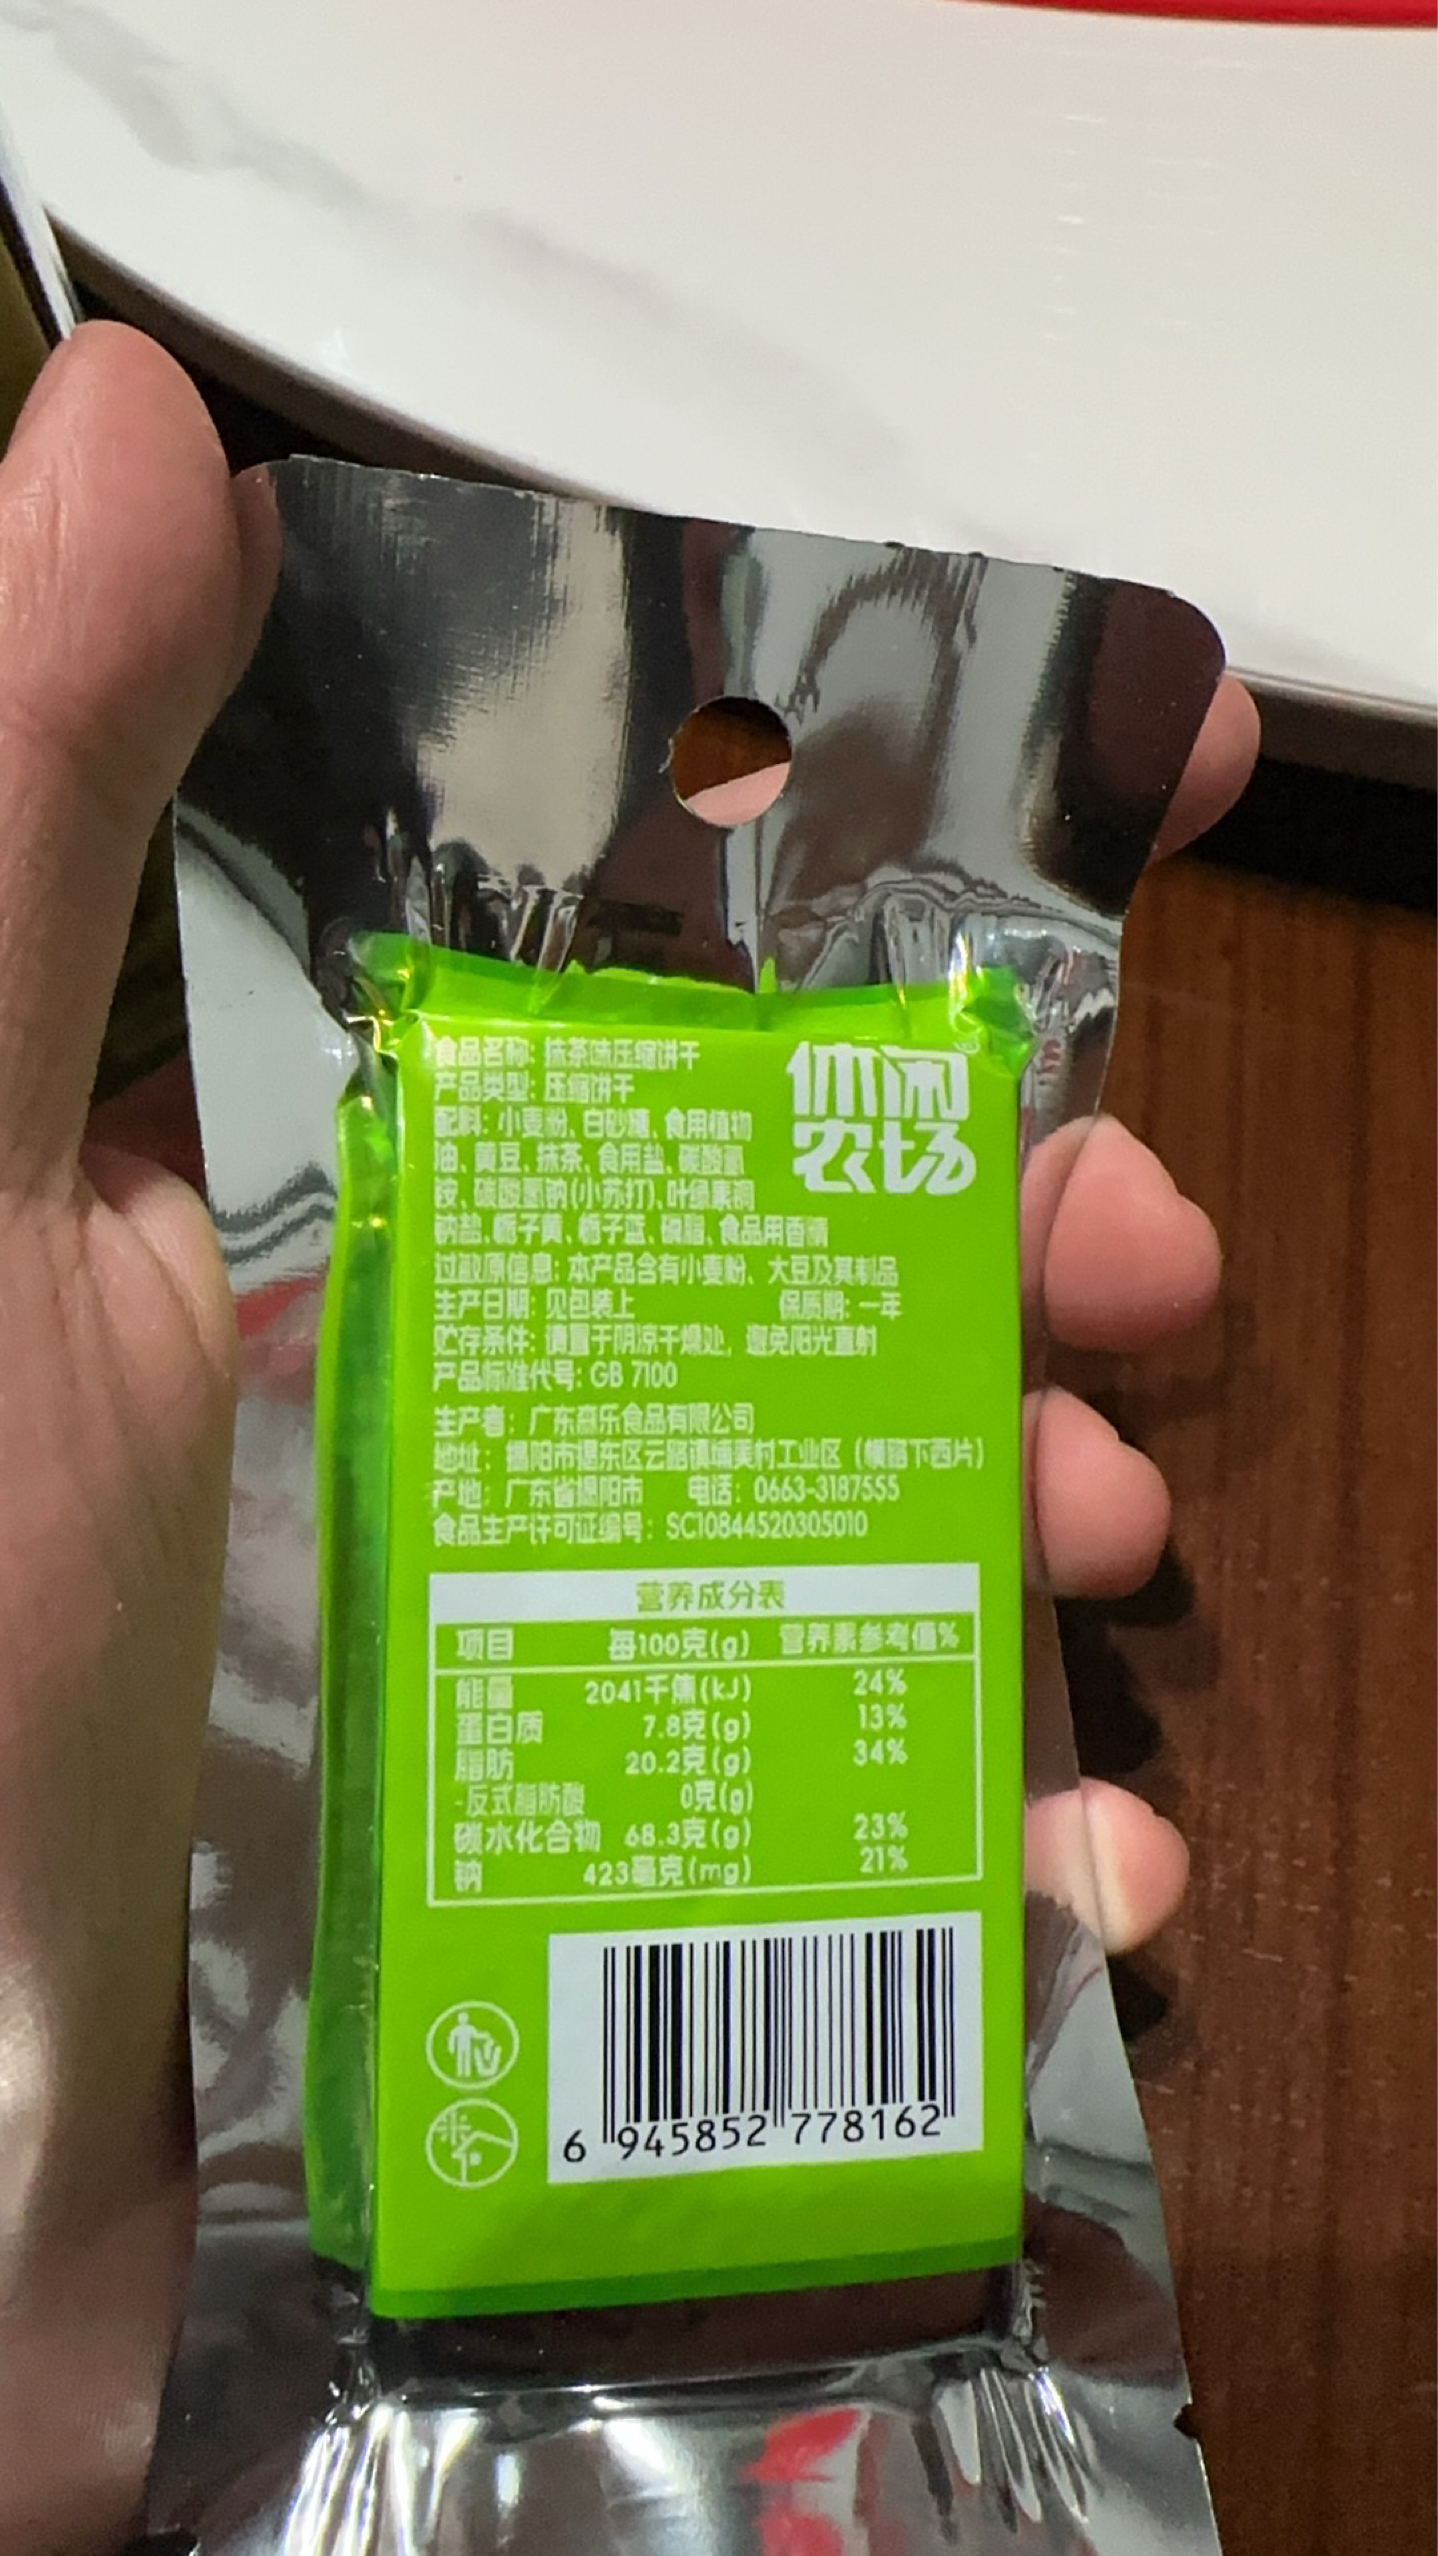 食品名称: 抹茶味压缩饼干
产品类型: 压缩饼干
休闲
农场
配料: 小麦粉、白砂糖、食用植物
油、黄豆、抹茶、食用盐、碳酸氢
铵、碳酸氢钠(小苏打)、叶绿素铜
钠盐、栀子黄、栀子蓝、磷脂、食品用香精
过敏原信息: 本产品含有小麦粉、大豆及其制品
生产日期: 见包装上 保质期: 一年
贮存条件: 请置于阴凉干燥处, 避免阳光直射
产品标准代号: GB 7100
生产者: 广东森乐食品有限公司
地址: 揭阳市揭东区云路镇埔美村工业区 (横路下西片)
产地: 广东省揭阳市 电话: 0663-3187555
食品生产许可证编号: SC10844520305010
营养成分表
项目 每100克(g) 营养素参考值%
能量 2041千焦(kJ) 24%
蛋白质 7.8克(g) 13%
脂肪 20.2克(g) 34%
-反式脂肪酸 0克(g)
碳水化合物 68.3克(g) 23%
钠 423毫克(mg) 21%
6 945852 778162